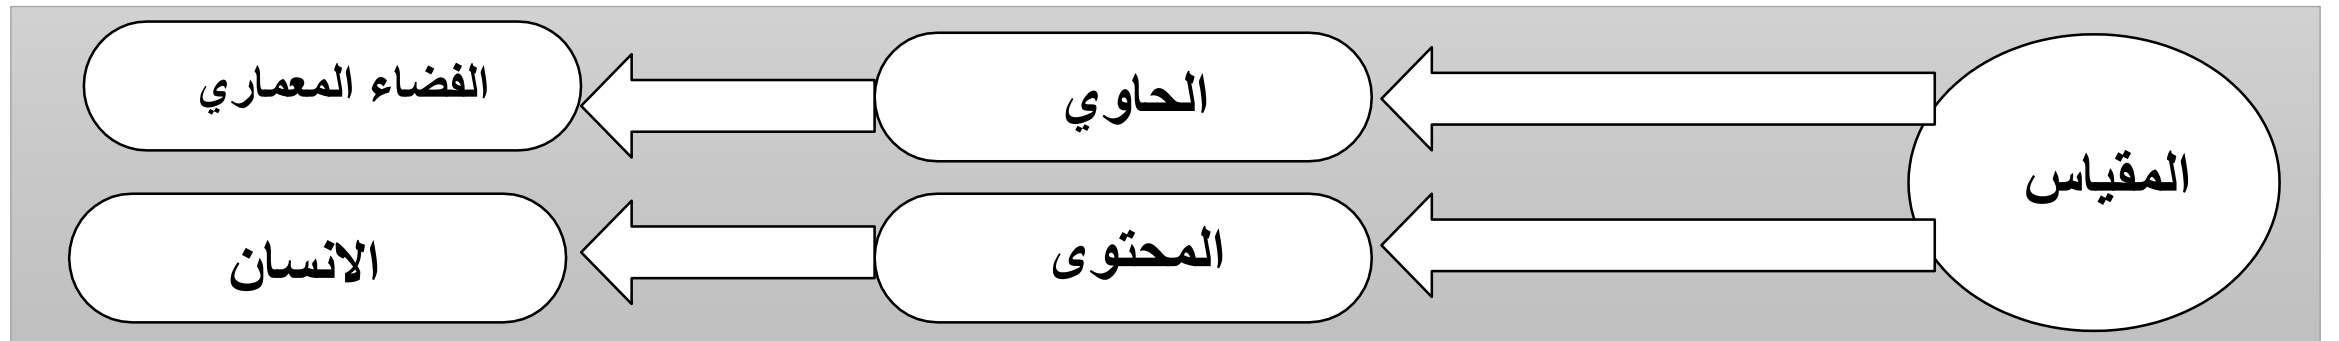 المقياس
الحاوي
الفضاء المعماري
المحتوى
الانسان